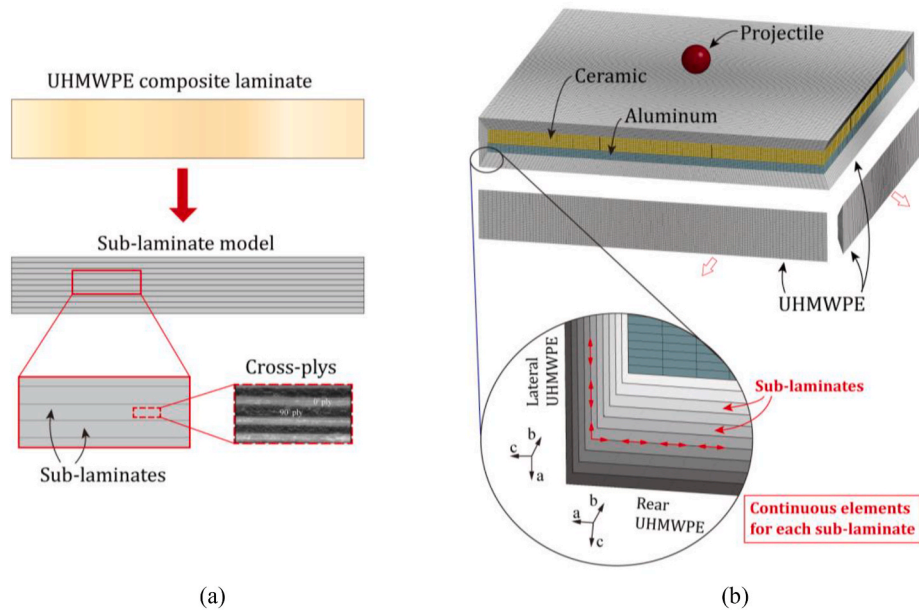 UHMWPE composite laminate
Sub-laminate model
Cross-plys
0° ply
90° ply
Sub-laminates
(a)
Projectile
Ceramic
Aluminum
UHMWPE
Lateral
UHMWPE
Sub-laminates
b
c
a
b
a
c
Rear
UHMWPE
Continuous elements
for each sub-laminate
(b)